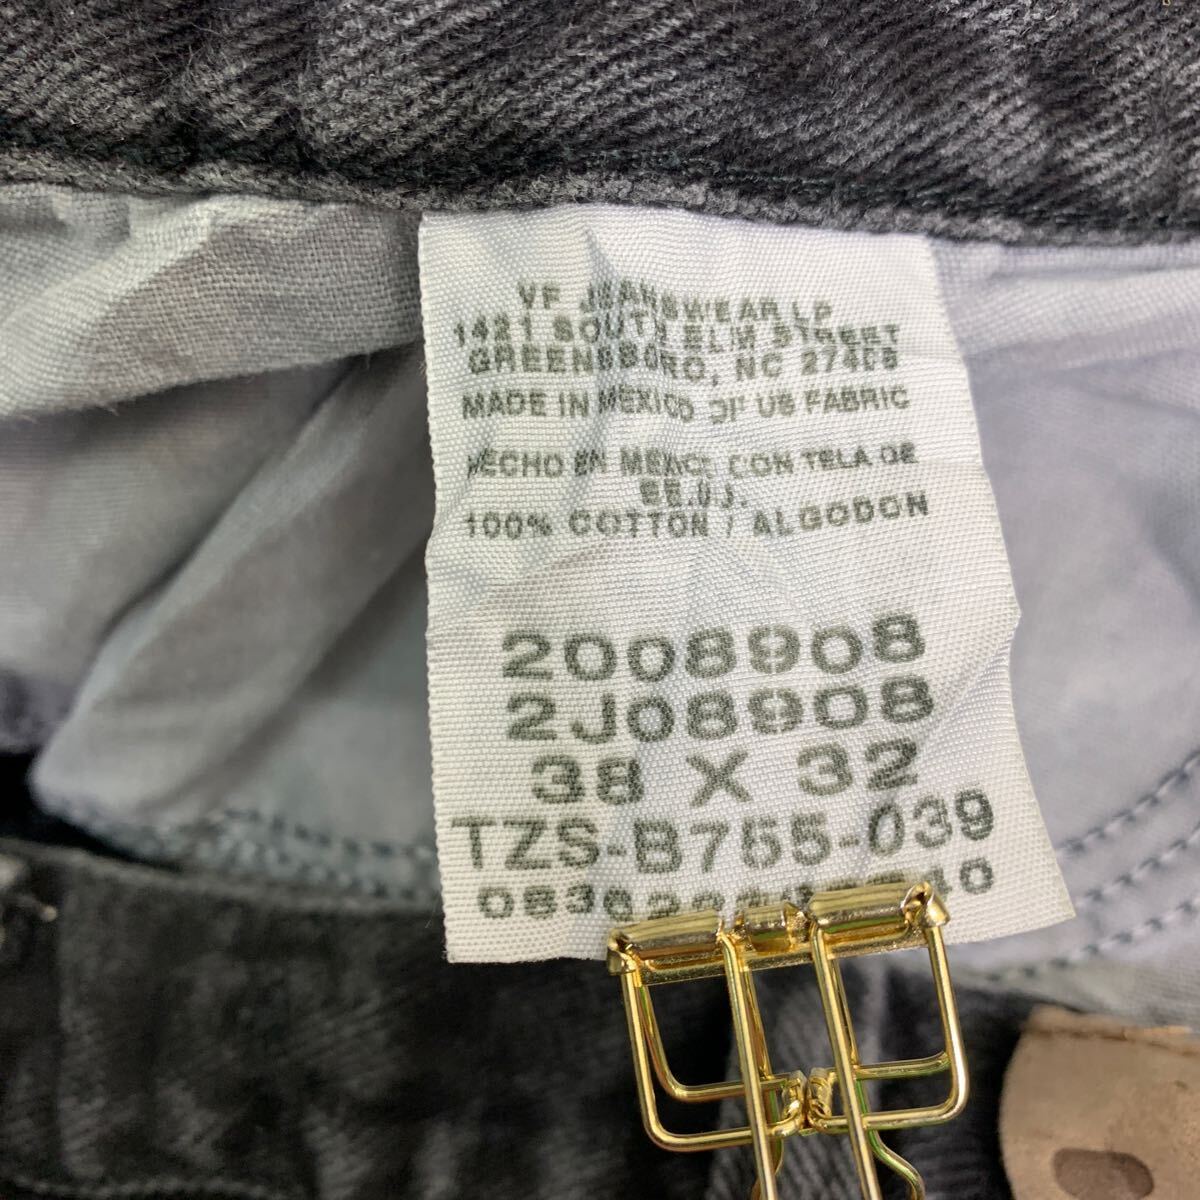 VF JEANSWEAR LP
1421 SOUTH ELM STREET
GREENSBORO, NC 27406
MADE IN MEXICO OF US FABRIC
HECHO EN MEXICO CON TELA DE
EE.UU.
100% COTTON / ALGODON
2008908
2J08908
38 X 32
TZS-B755-039